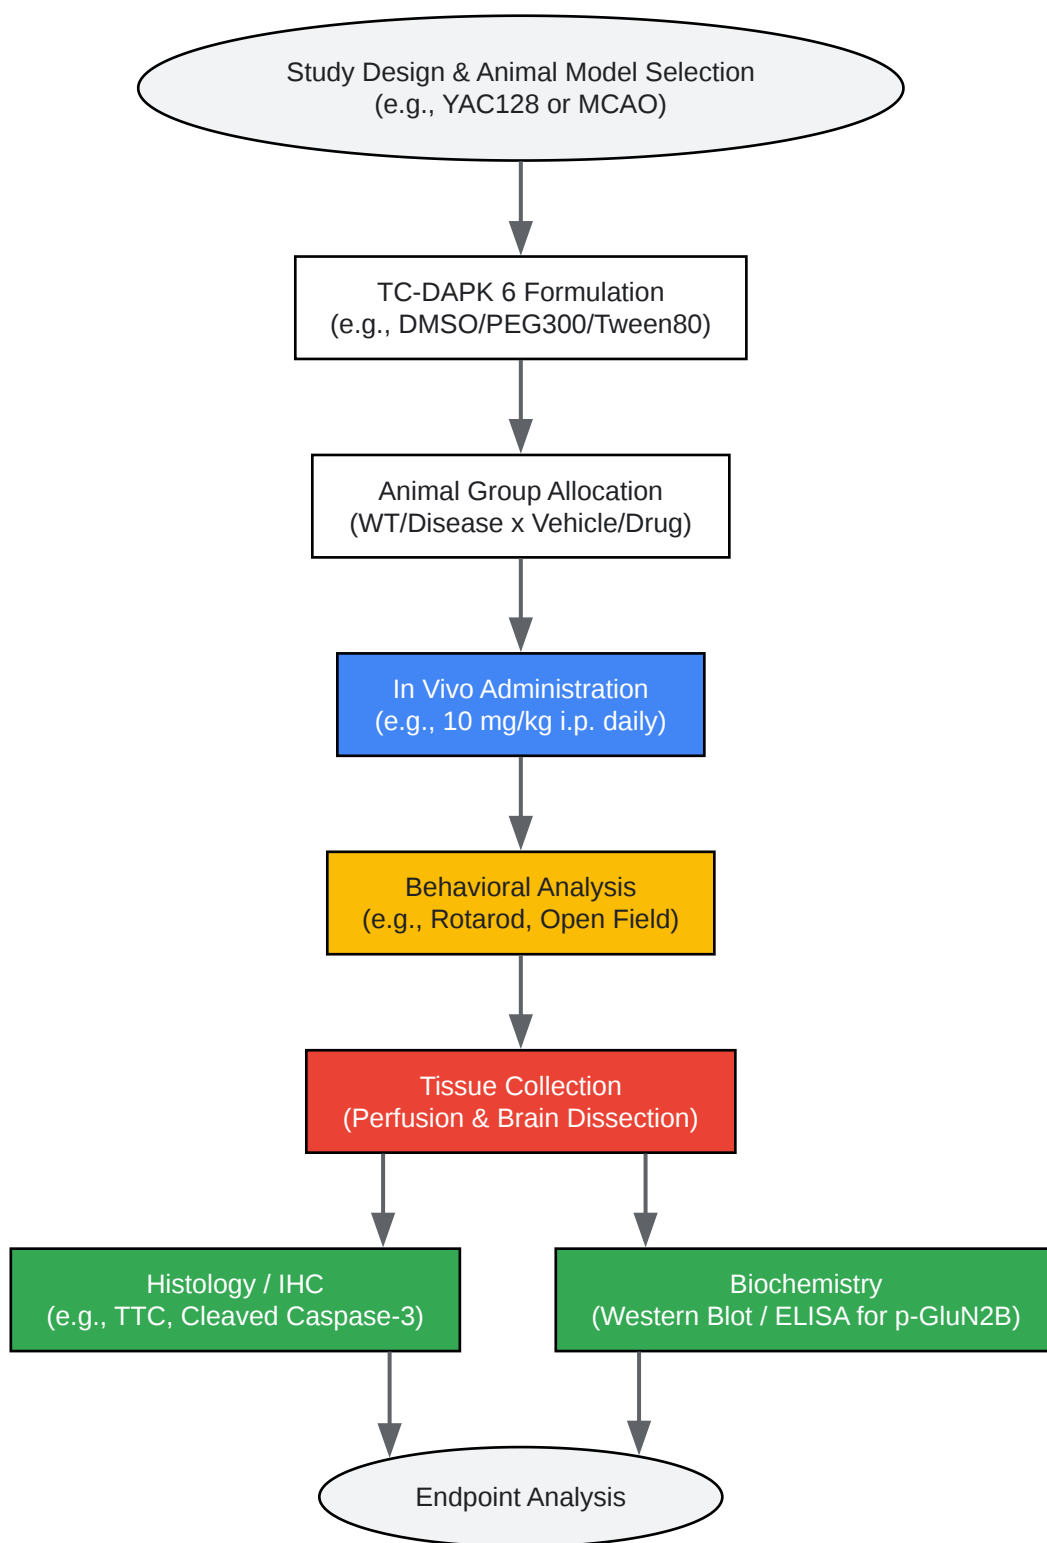 Study Design & Animal Model Selection
(e.g., YAC128 or MCAO)
TC-DAPK 6 Formulation
(e.g., DMSO/PEG300/Tween80)
Animal Group Allocation
(WT/Disease x Vehicle/Drug)
In Vivo Administration
(e.g., 10 mg/kg i.p. daily)
Behavioral Analysis
(e.g., Rotarod, Open Field)
Tissue Collection
(Perfusion & Brain Dissection)
Histology / IHC
(e.g., TTC, Cleaved Caspase-3)
Biochemistry
(Western Blot / ELISA for p-GluN2B)
Endpoint Analysis